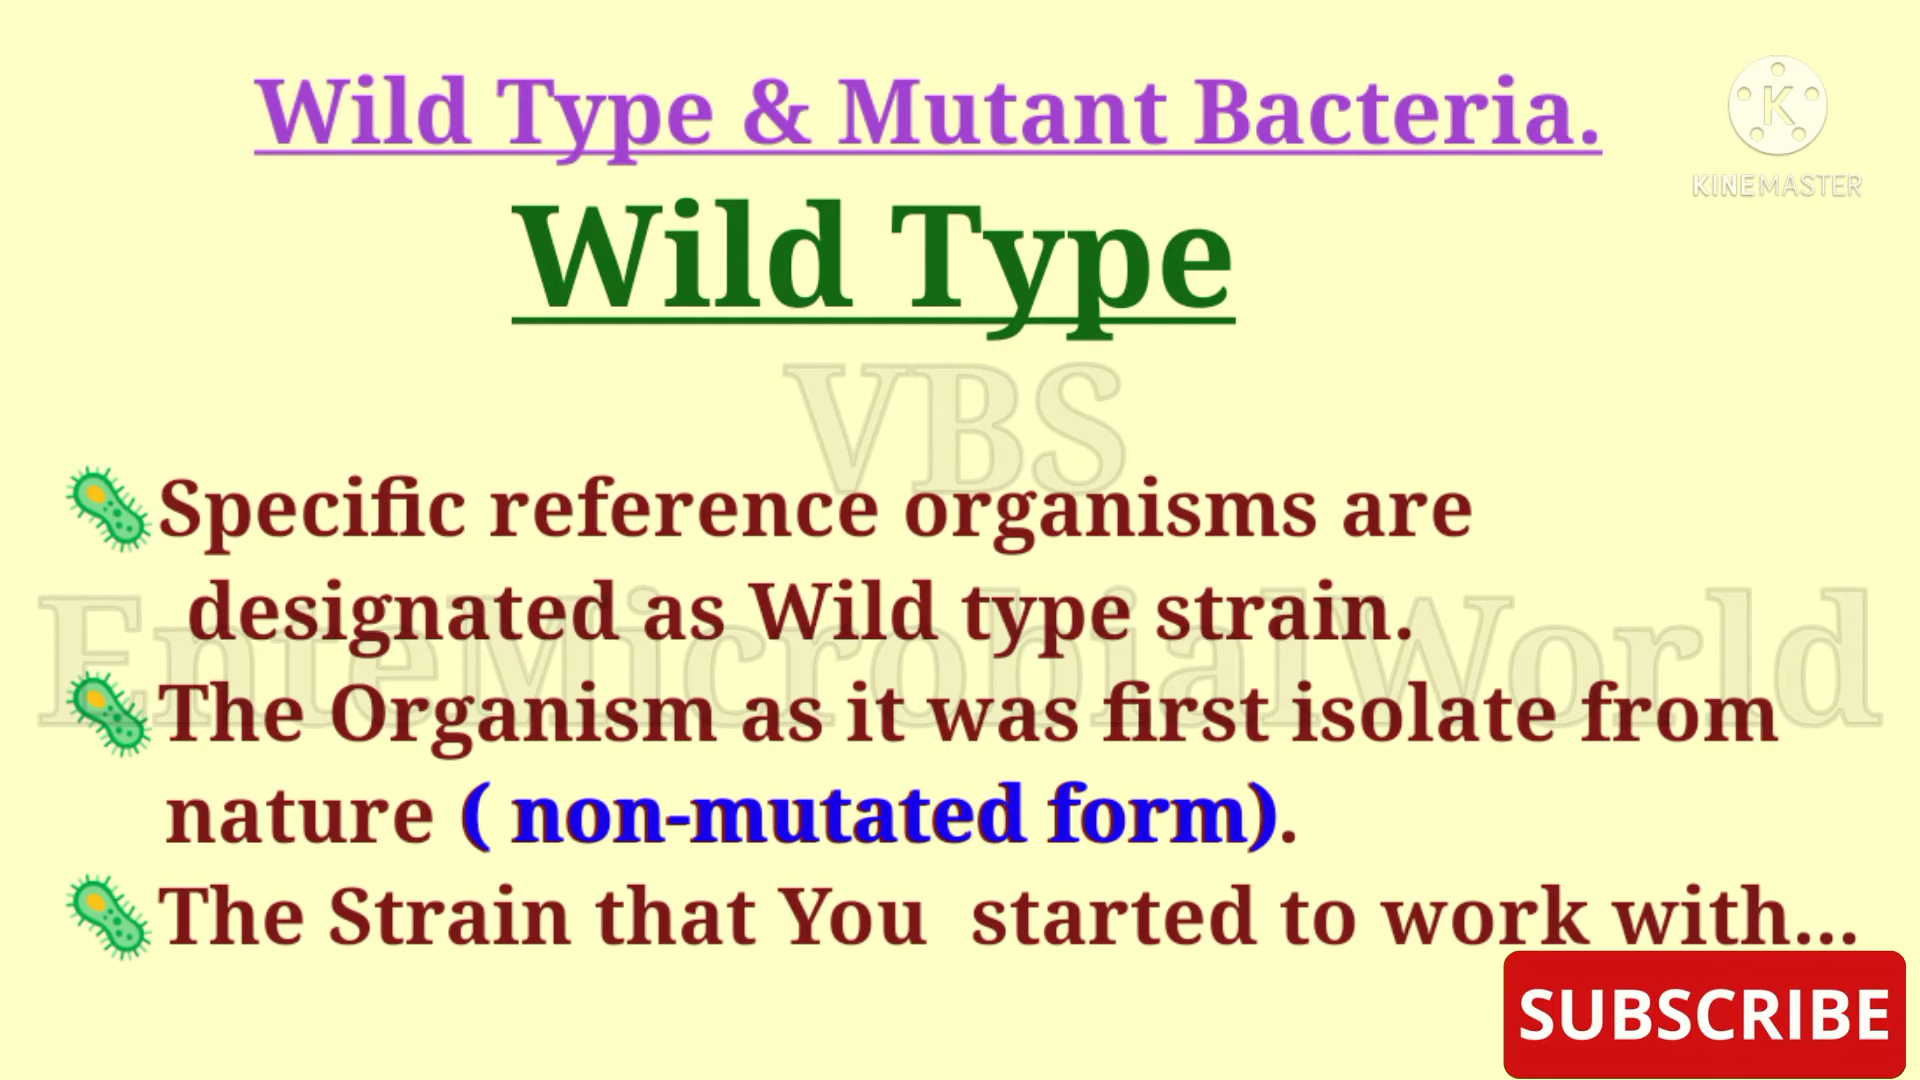 Wild Type & Mutant Bacteria.
K
KINEMASTER
Wild Type
VBS
Specific reference organisms are
designated as Wild type strain.
EnteMicrobialWorld
The Organism as it was first isolate from
nature ( non-mutated form).
The Strain that You started to work with...
SUBSCRIBE